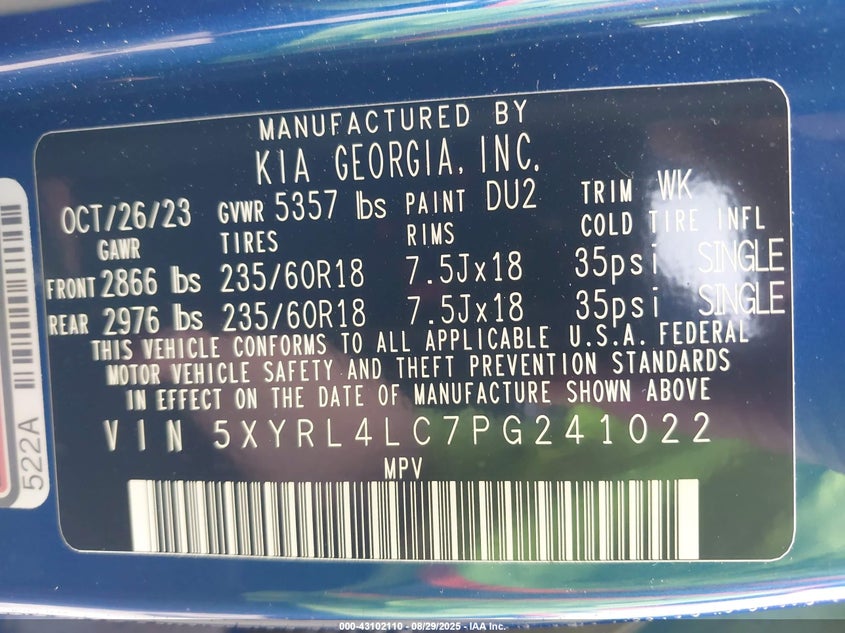 MANUFACTURED BY
KIA GEORGIA, INC.
OCT/26/23 GVWR 5357 lbs PAINT DU2 TRIM WK
GAWR TIRES RIMS COLD TIRE INFL
FRONT 2866 lbs 235/60R18 7.5Jx18 35psi SINGLE
REAR 2976 lbs 235/60R18 7.5Jx18 35psi SINGLE
THIS VEHICLE CONFORMS TO ALL APPLICABLE U.S.A. FEDERAL
MOTOR VEHICLE SAFETY AND THEFT PREVENTION STANDARDS
IN EFFECT ON THE DATE OF MANUFACTURE SHOWN ABOVE
VIN 5XYRL4LC7PG241022
MPV
522A
000-43102110 - 08/29/2025 - IAA Inc.